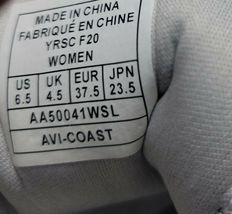 MADE IN CHINA
FABRIQUÉ EN CHINE
YRSC F20
WOMEN
US UK EUR JPN
6.5 4.5 37.5 23.5
AA50041WSL
AVI-COAST